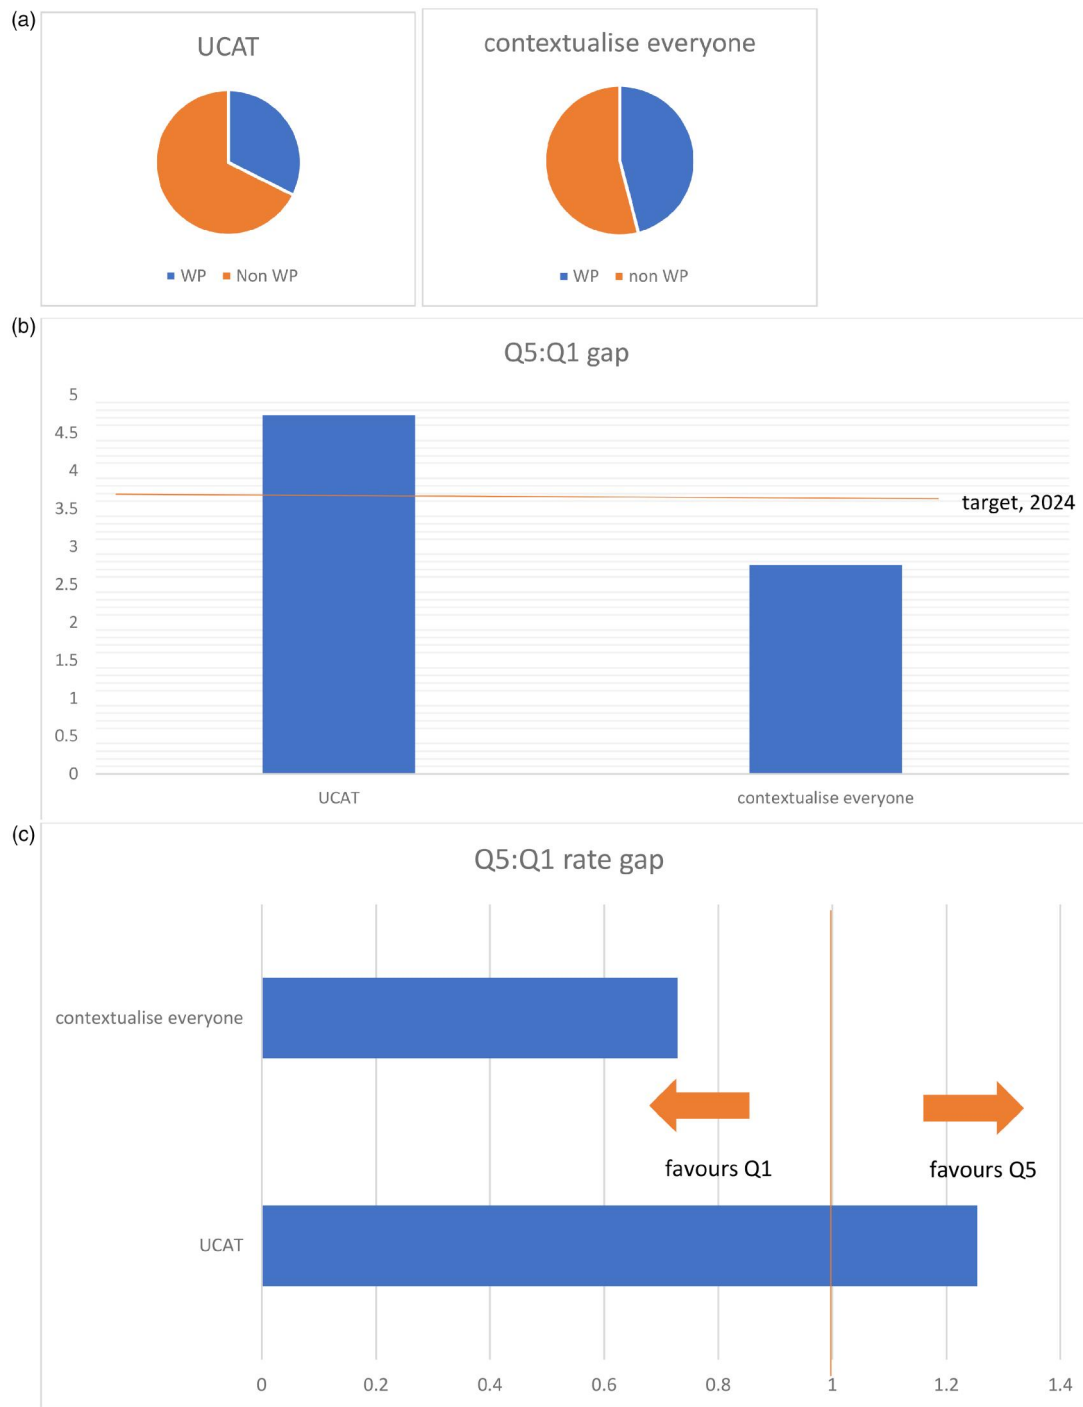 (a)
UCAT
WP Non WP
contextualise everyone
WP non WP
(b)
Q5:Q1 gap
5
4.5
4
3.5
3
2.5
2
1.5
1
0.5
0
target, 2024
UCAT contextualise everyone
(c)
Q5:Q1 rate gap
contextualise everyone
favours Q1 favours Q5
UCAT
0 0.2 0.4 0.6 0.8 1 1.2 1.4